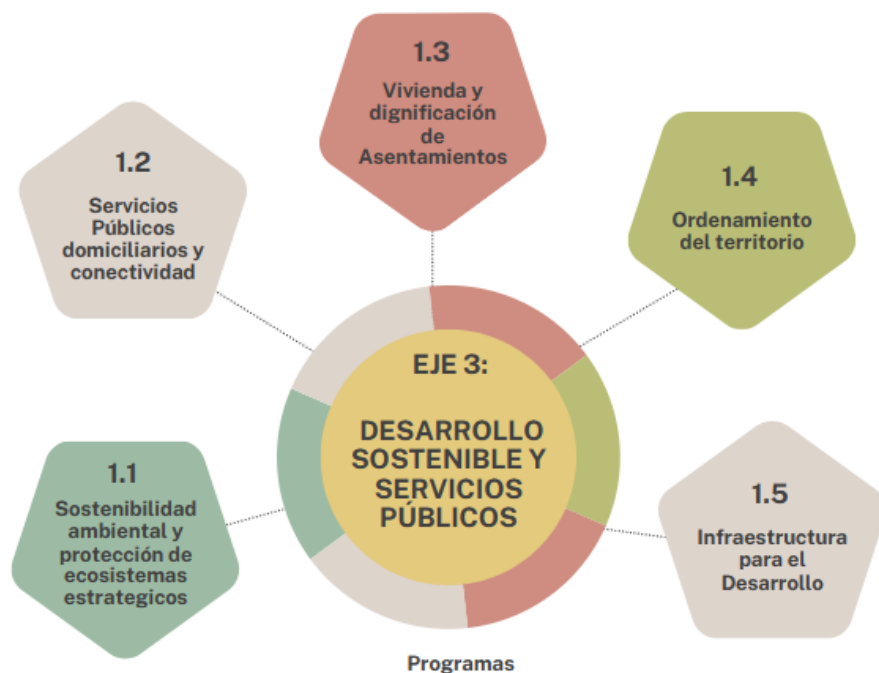 1.3
Vivienda y
dignificación
de
Asentamientos
1.2
Servicios
Públicos
domiciliarios y
conectividad
1.4
Ordenamiento
del territorio
EJE 3:
DESARROLLO
SOSTENIBLE Y
SERVICIOS
PÚBLICOS
1.1
Sostenibilidad
ambiental y
protección de
ecosistemas
estrategicos
1.5
Infraestructura
para el
Desarrollo
Programas